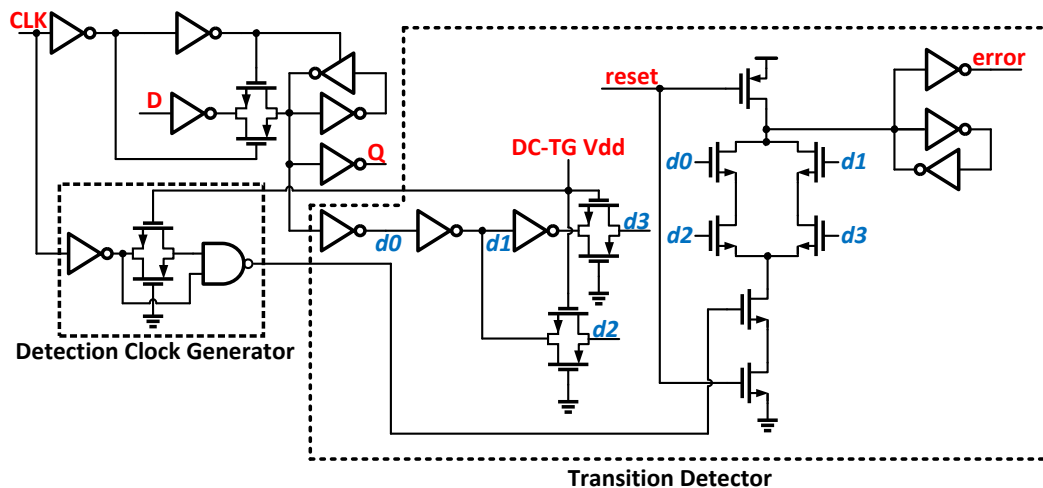 CLK
error
reset
D
DC-TG Vdd
Q
d0
d1
d0
d1
d3
d2
d3
d2
Detection Clock Generator
Transition Detector